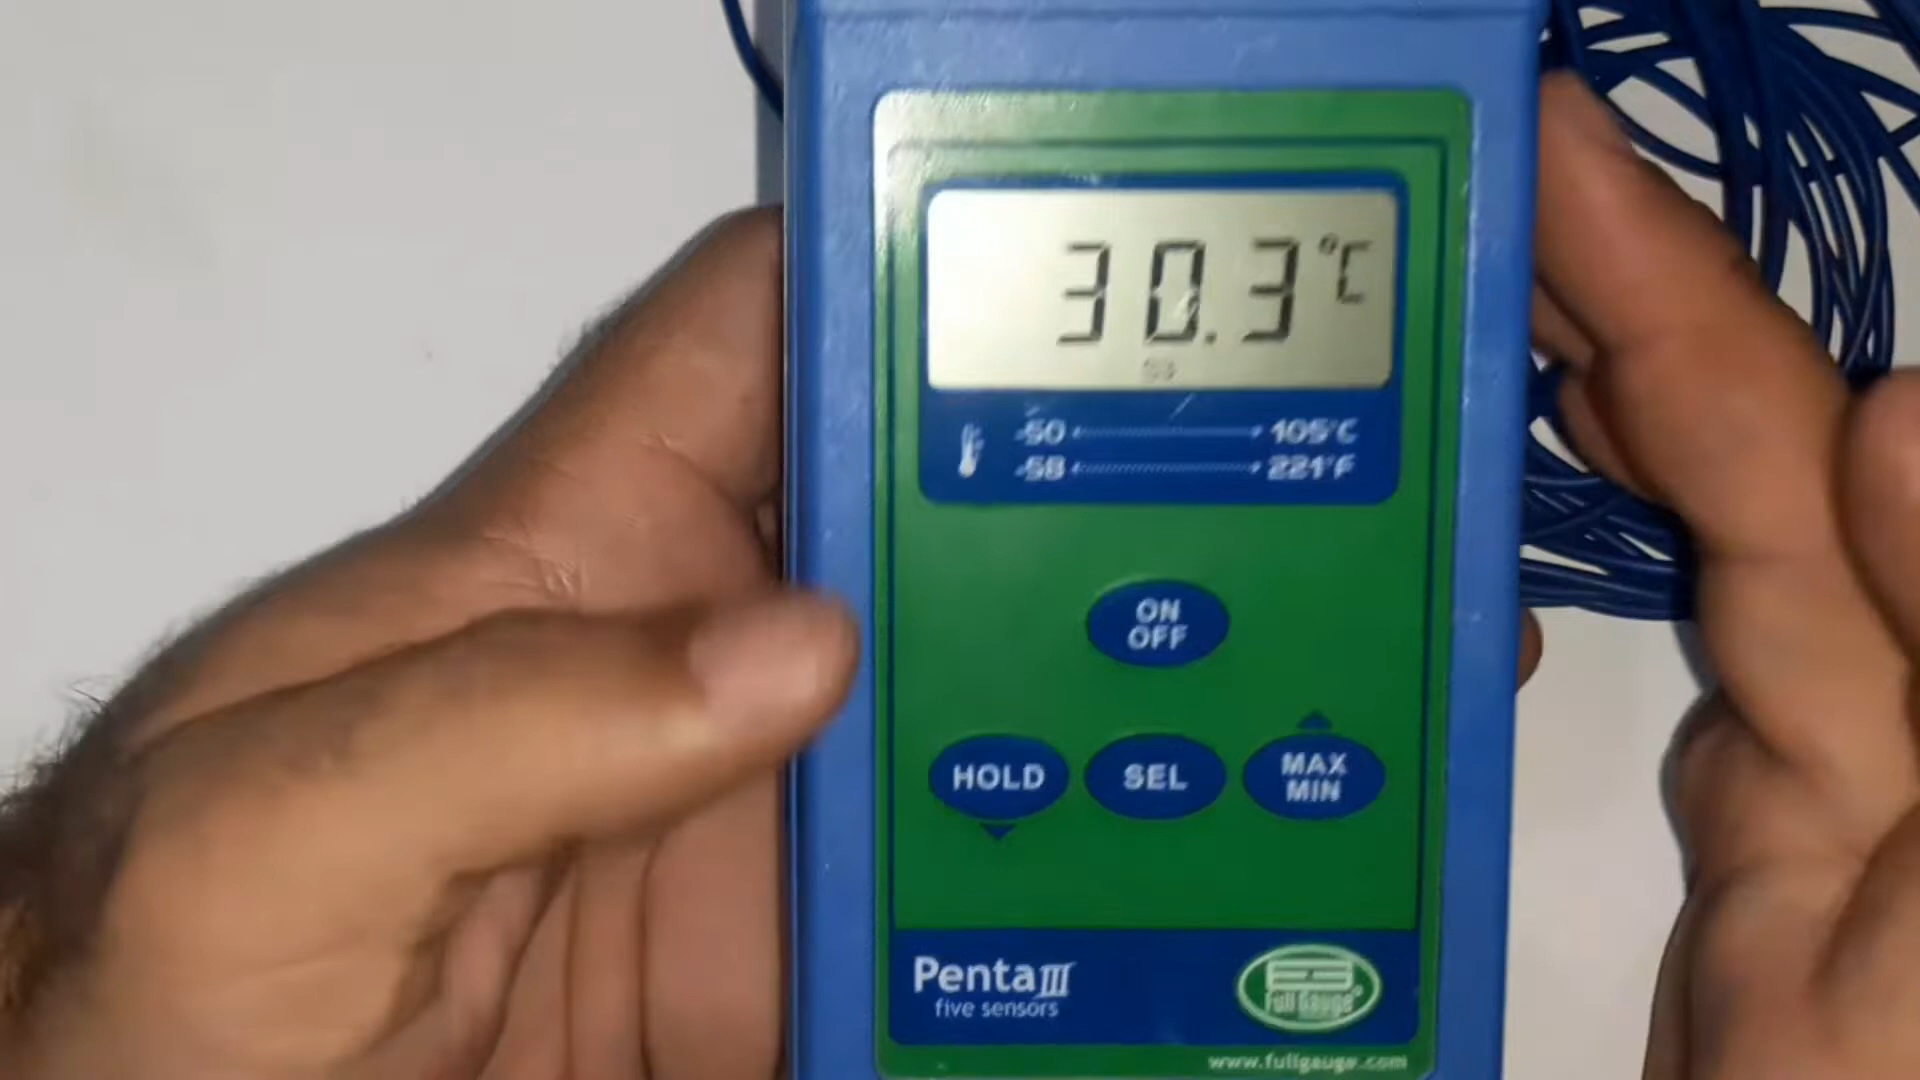 30.3 °C
S3
-50 105°C
-58 221°F
ON
OFF
HOLD
SEL
MAX
MIN
Penta III
five sensors
Full Gauge®
www.fullgauge.com